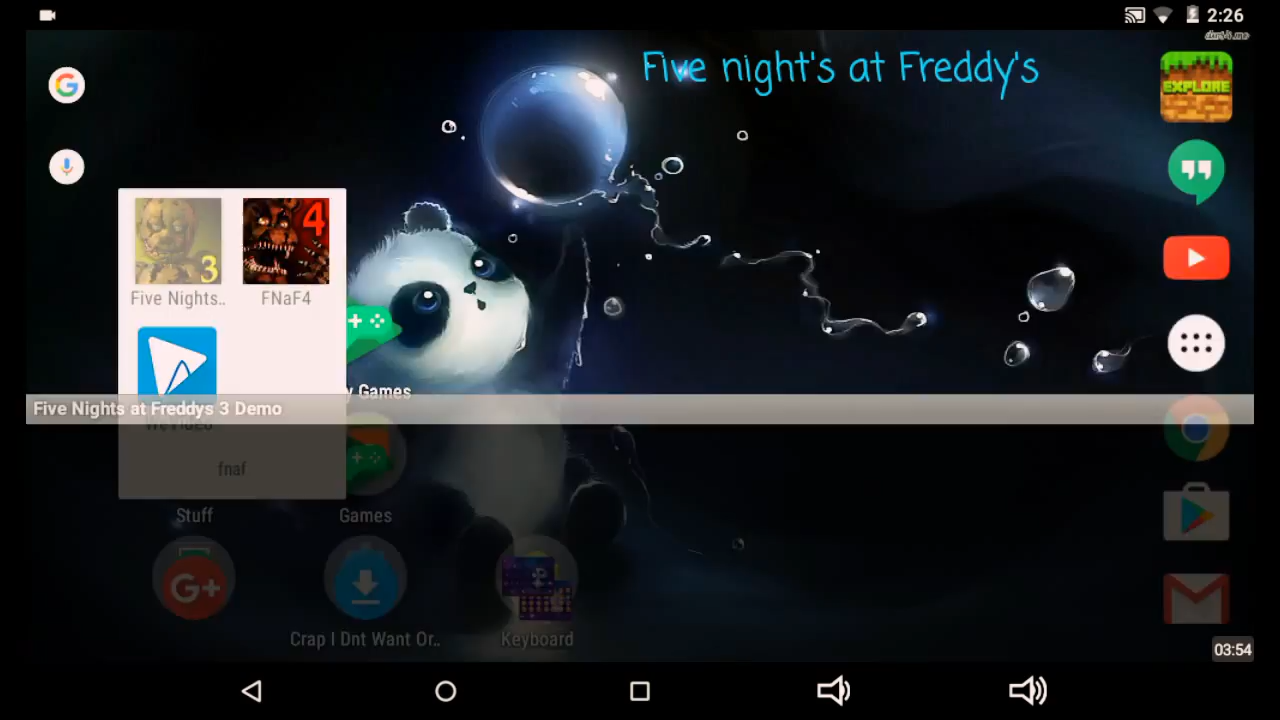 2:26
Five night's at Freddy's
EXPLORE
3
4
Five Nights..
FNaF4
y Games
Five Nights at Freddys 3 Demo
WeVideo
fnaf
Stuff
Games
G+
Crap I Dnt Want Or..
Keyboard
03:54